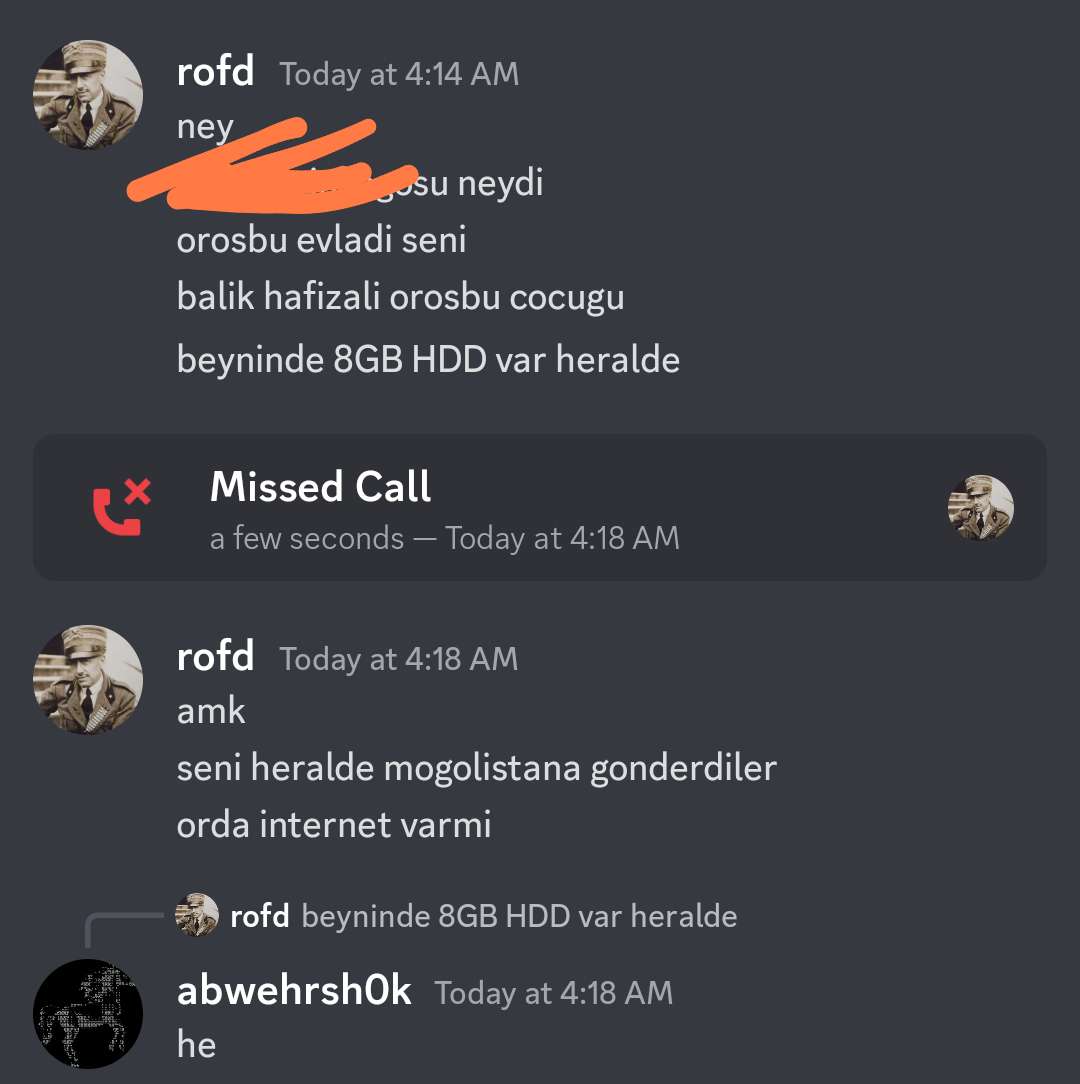 rofd Today at 4:14 AM
ney
neydi
orosbu evladi seni
balik hafizali orosbu cocugu
beyninde 8GB HDD var heralde
Missed Call
a few seconds — Today at 4:18 AM
rofd Today at 4:18 AM
amk
seni heralde mogolistana gonderdiler
orda internet varmi
rofd beyninde 8GB HDD var heralde
abwehrsh0k Today at 4:18 AM
he